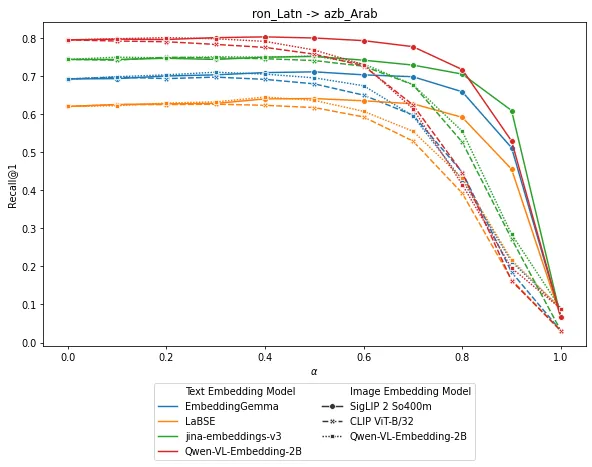 ron_Latn -> azb_Arab
Recall@1
0.8
0.7
0.6
0.5
0.4
0.3
0.2
0.1
0.0
0.0 0.2 0.4 0.6 0.8 1.0
α
Text Embedding Model
EmbeddingGemma
LaBSE
jina-embeddings-v3
Qwen-VL-Embedding-2B
Image Embedding Model
SigLIP 2 So400m
CLIP ViT-B/32
Qwen-VL-Embedding-2B